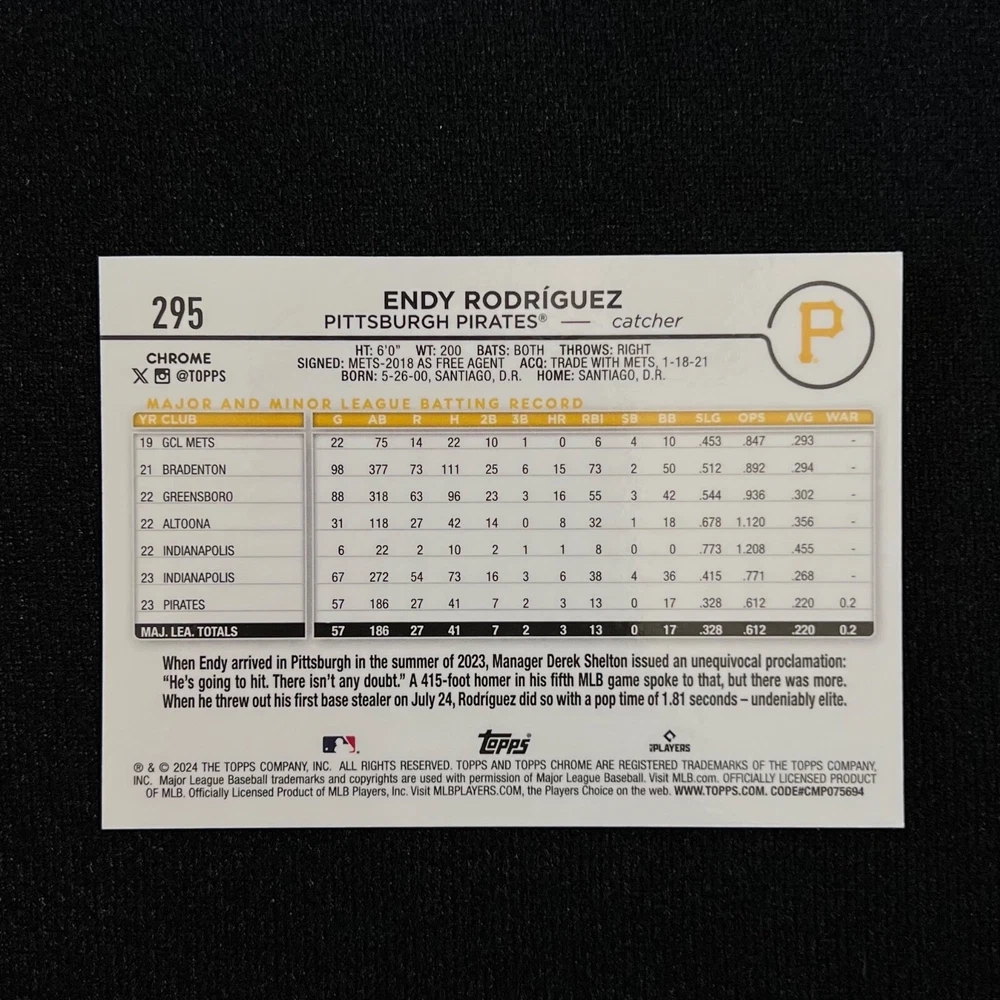 295
ENDY RODRÍGUEZ
PITTSBURGH PIRATES® — catcher
P
CHROME
@TOPPS
HT: 6'0" WT: 200 BATS: BOTH THROWS: RIGHT
SIGNED: METS-2018 AS FREE AGENT ACQ: TRADE WITH METS, 1-18-21
BORN: 5-26-00, SANTIAGO, D.R. HOME: SANTIAGO, D.R.
MAJOR AND MINOR LEAGUE BATTING RECORD
YR CLUB G AB R H 2B 3B HR RBI SB BB SLG OPS AVG WAR
19 GCL METS 22 75 14 22 10 1 0 6 4 10 .453 .847 .293 -
21 BRADENTON 98 377 73 111 25 6 15 73 2 50 .512 .892 .294 -
22 GREENSBORO 88 318 63 96 23 3 16 55 3 42 .544 .936 .302 -
22 ALTOONA 31 118 27 42 14 0 8 32 1 18 .678 1.120 .356 -
22 INDIANAPOLIS 6 22 2 10 2 1 1 8 0 0 .773 1.208 .455 -
23 INDIANAPOLIS 67 272 54 73 16 3 6 38 4 36 .415 .771 .268 -
23 PIRATES 57 186 27 41 7 2 3 13 0 17 .328 .612 .220 0.2
MAJ. LEA. TOTALS 57 186 27 41 7 2 3 13 0 17 .328 .612 .220 0.2
When Endy arrived in Pittsburgh in the summer of 2023, Manager Derek Shelton issued an unequivocal proclamation:
“He's going to hit. There isn't any doubt.” A 415-foot homer in his fifth MLB game spoke to that, but there was more.
When he threw out his first base stealer on July 24, Rodríguez did so with a pop time of 1.81 seconds – undeniably elite.
Topps
PLAYERS
® & © 2024 THE TOPPS COMPANY, INC. ALL RIGHTS RESERVED. TOPPS AND TOPPS CHROME ARE REGISTERED TRADEMARKS OF THE TOPPS COMPANY,
INC. Major League Baseball trademarks and copyrights are used with permission of Major League Baseball. Visit MLB.com. OFFICIALLY LICENSED PRODUCT
OF MLB. Officially Licensed Product of MLB Players, Inc. Visit MLBPLAYERS.COM, the Players Choice on the web. WWW.TOPPS.COM. CODE#CMP075694